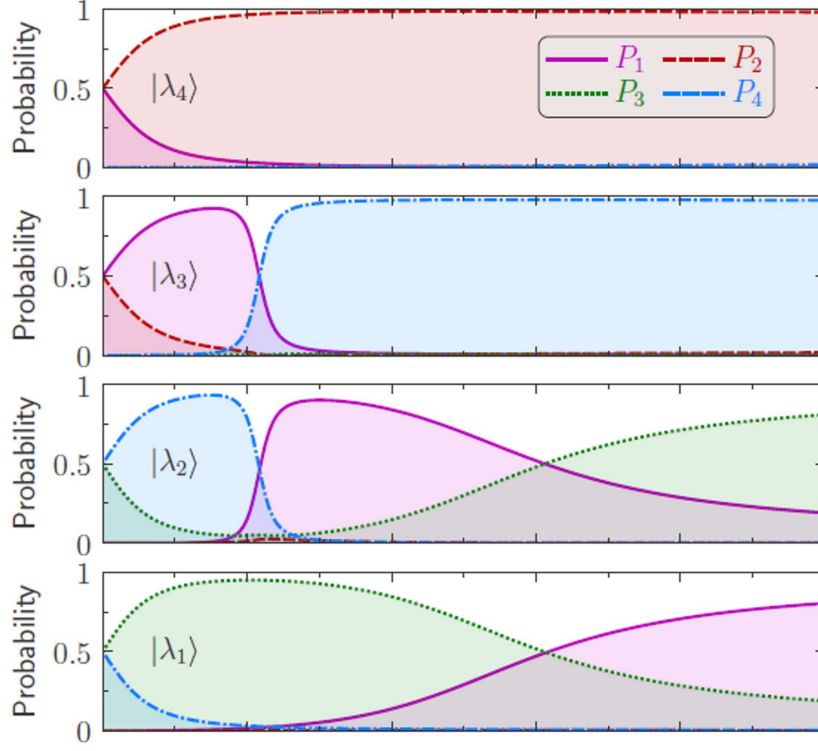 1
Probability
0.5
|λ₄⟩
P₁ P₂
P₃ P₄
0
1
Probability
0.5
|λ₃⟩
0
1
Probability
0.5
|λ₂⟩
0
1
Probability
0.5
|λ₁⟩
0